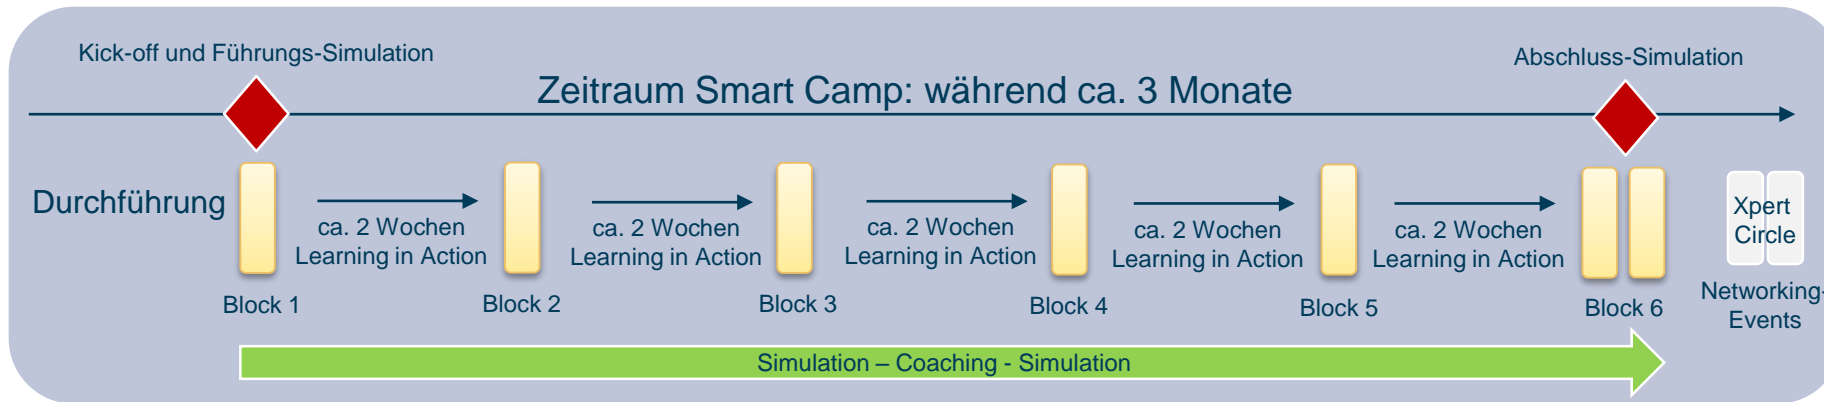 Kick-off und Führungs-Simulation
Abschluss-Simulation
Zeitraum Smart Camp: während ca. 3 Monate
Durchführung
ca. 2 Wochen
Learning in Action
ca. 2 Wochen
Learning in Action
ca. 2 Wochen
Learning in Action
ca. 2 Wochen
Learning in Action
ca. 2 Wochen
Learning in Action
Xpert
Circle
Block 1
Block 2
Block 3
Block 4
Block 5
Block 6
Networking-
Events
Simulation – Coaching - Simulation